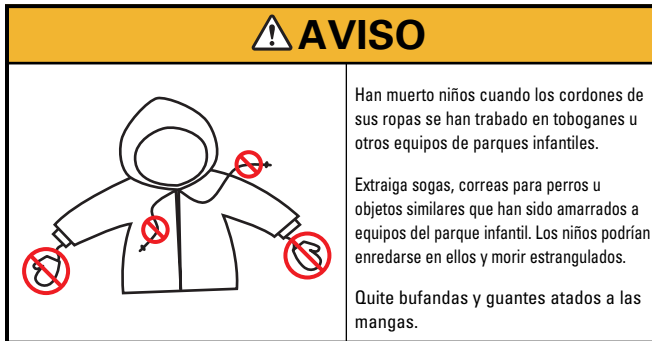 AVISO
Han muerto niños cuando los cordones de
sus ropas se han trabado en toboganes u
otros equipos de parques infantiles.
Extraiga sogas, correas para perros u
objetos similares que han sido amarrados a
equipos del parque infantil. Los niños podrían
enredarse en ellos y morir estrangulados.
Quite bufandas y guantes atados a las
mangas.